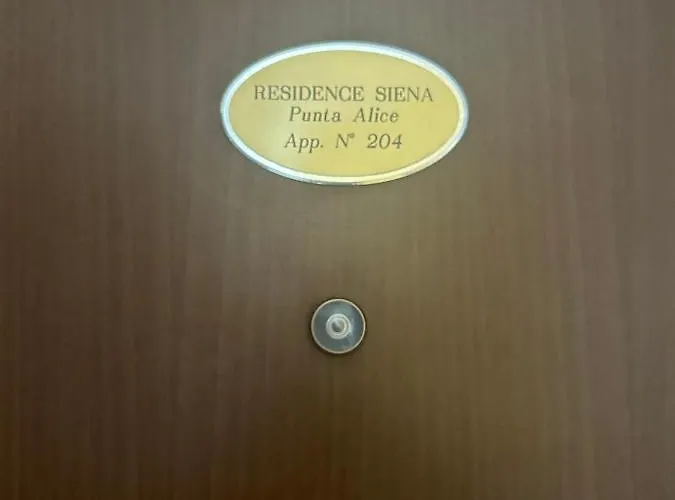 RESIDENCE SIENA
Punta Alice
App. N° 204